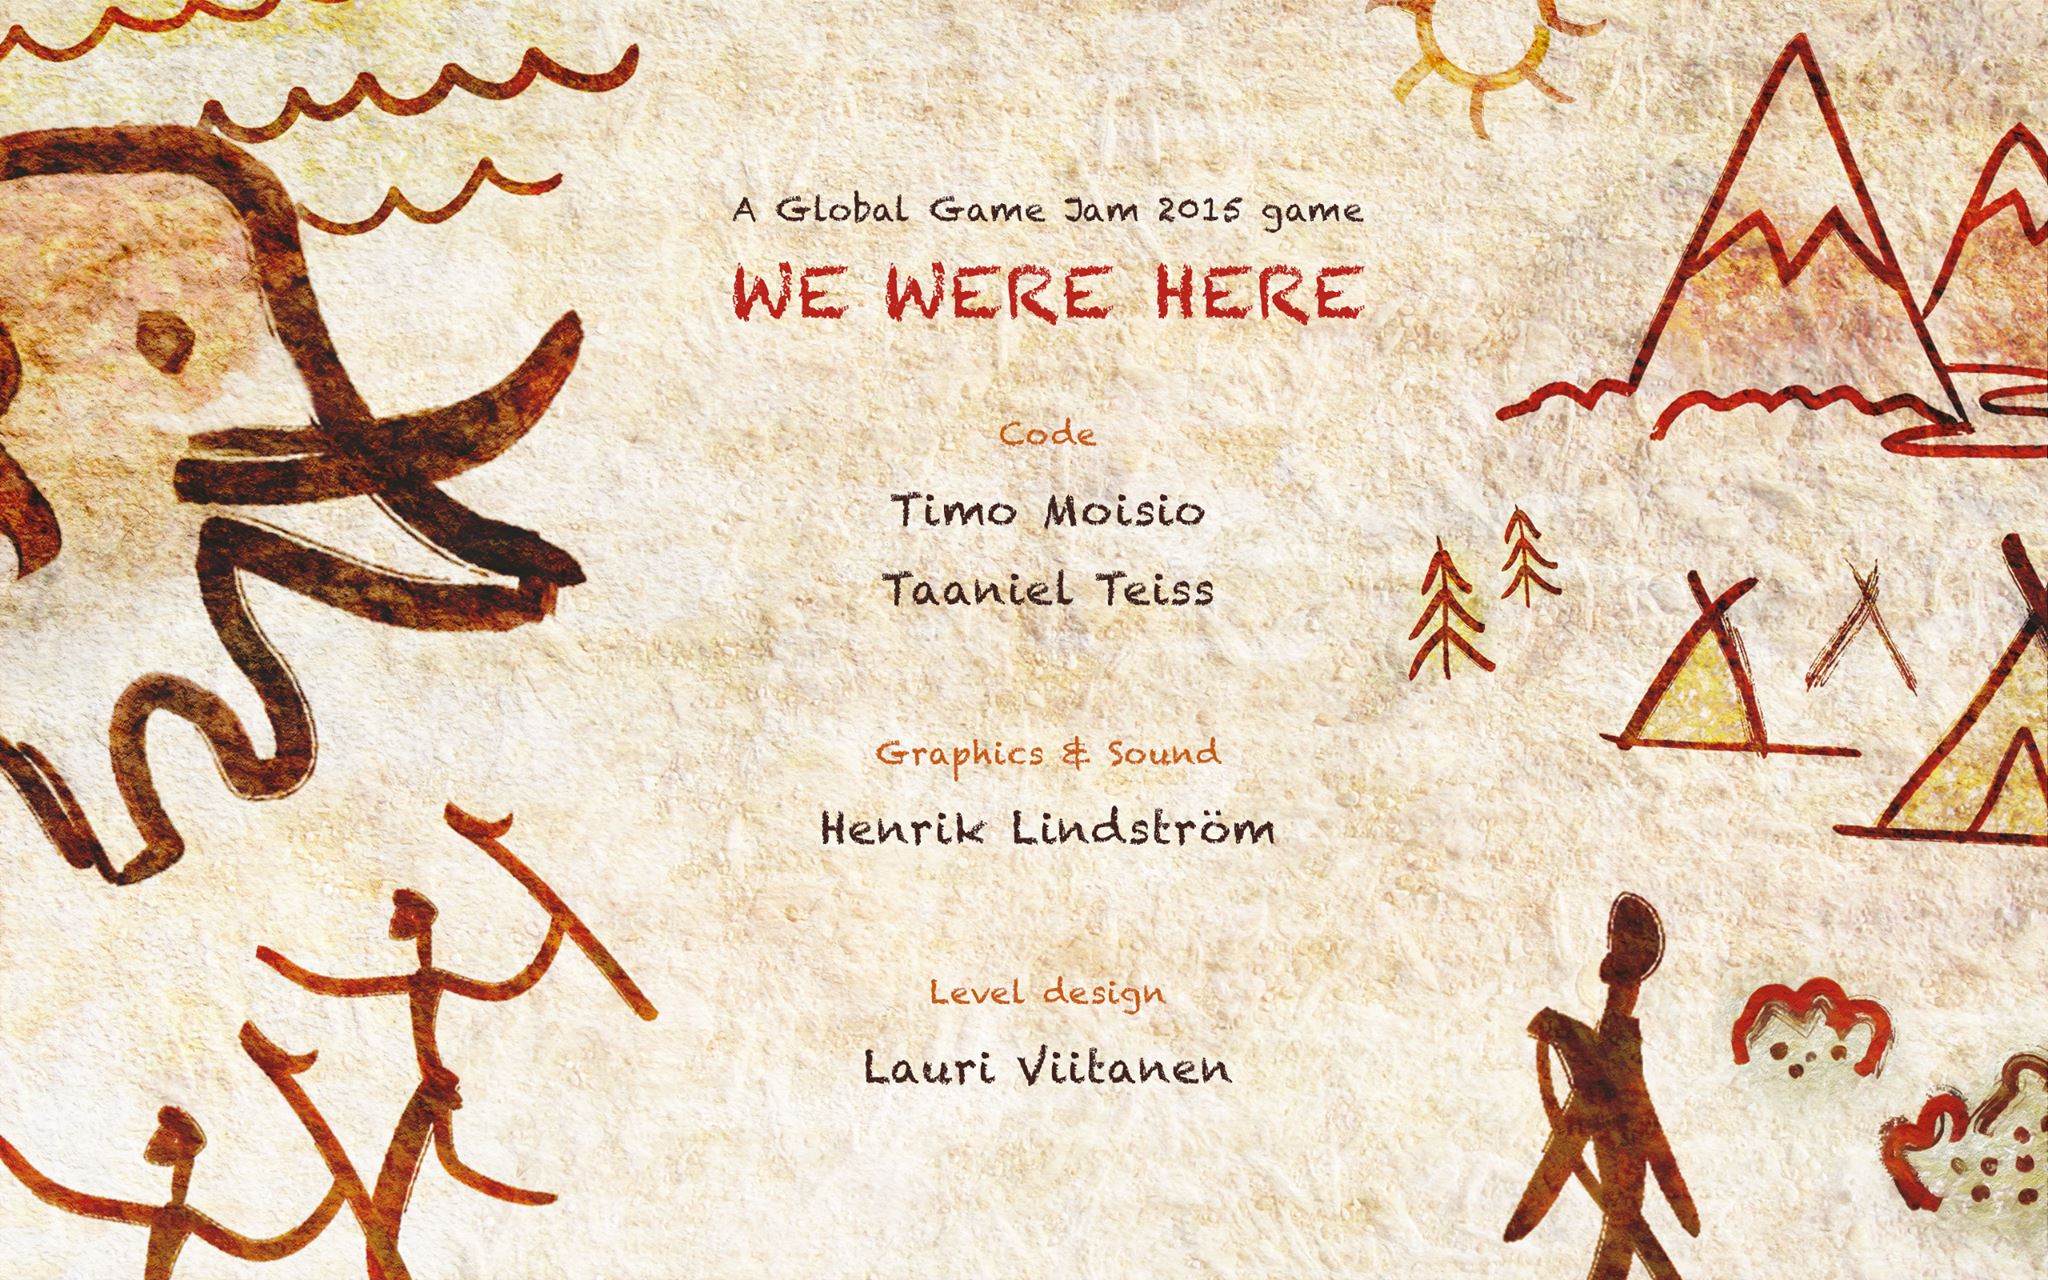 A Global Game Jam 2015 game
WE WERE HERE
Code
Timo Moisio
Taaniel Teiss
Graphics & Sound
Henrik Lindström
Level design
Lauri Viitanen